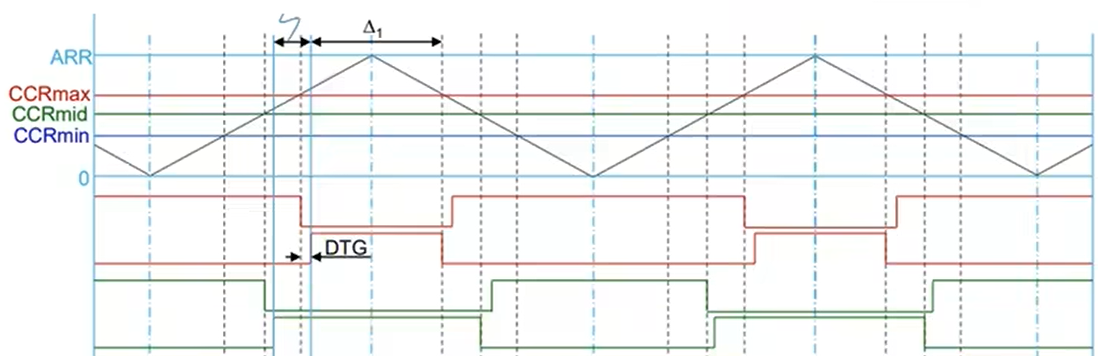 Δ₁
ARR
CCRmax
CCRmid
CCRmin
0
DTG